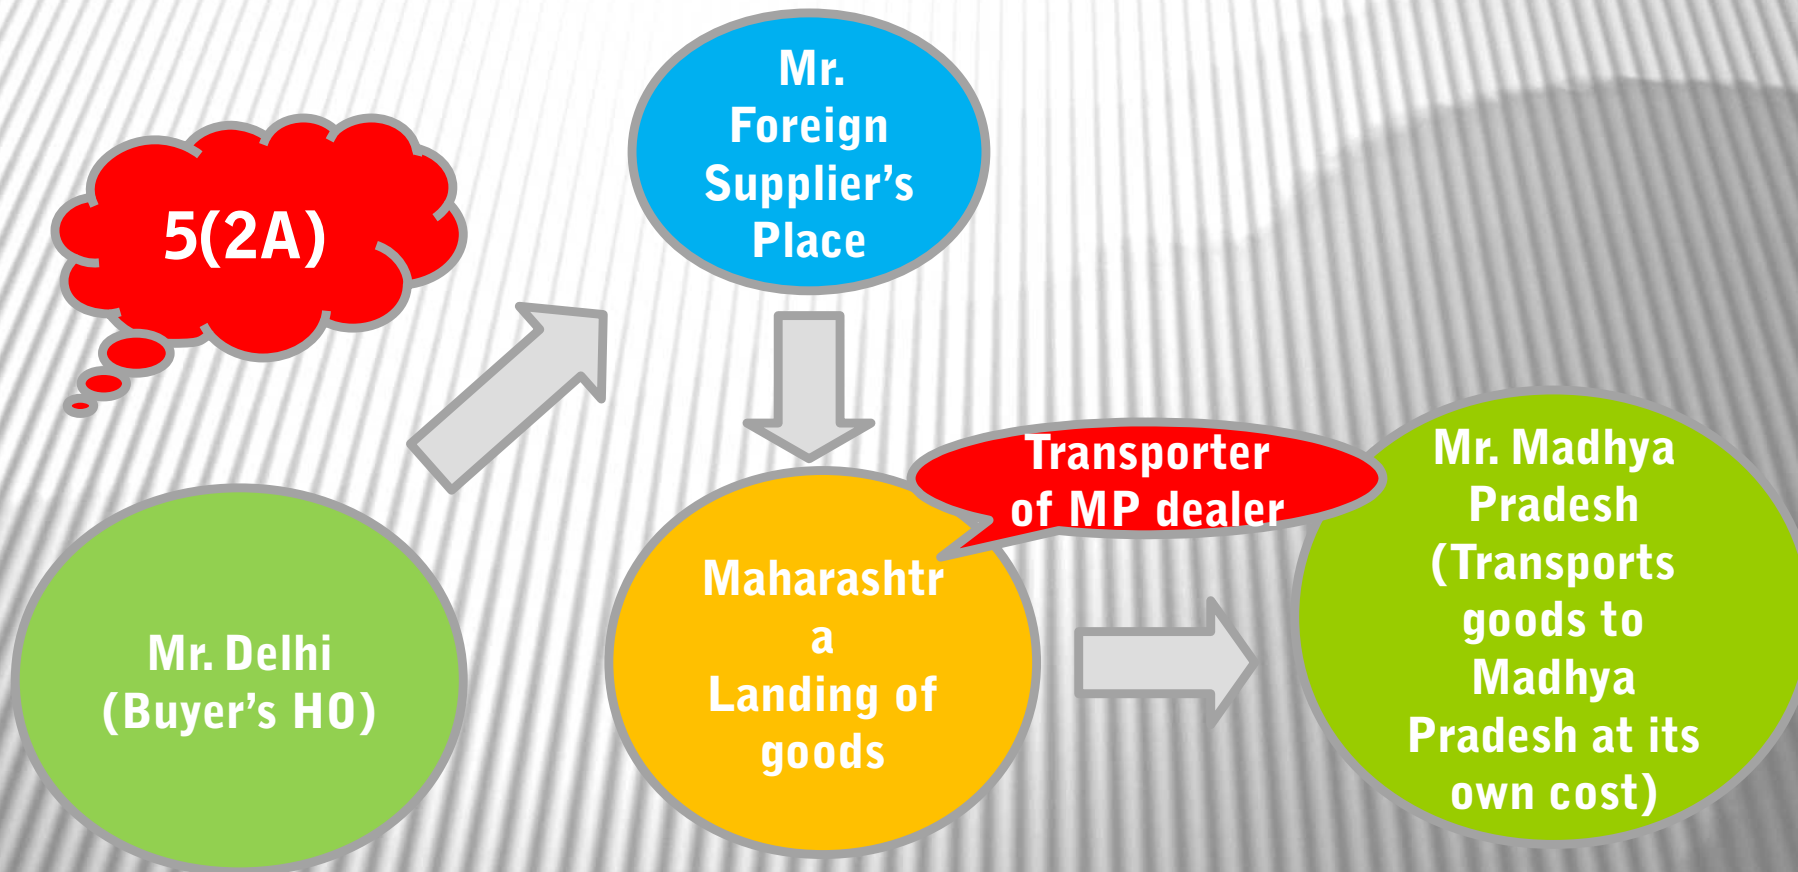 Mr.
Foreign
Supplier’s
Place
5(2A)
Transporter
of MP dealer
Mr. Delhi
(Buyer’s HO)
Maharashtr
a
Landing of
goods
Mr. Madhya
Pradesh
(Transports
goods to
Madhya
Pradesh at its
own cost)